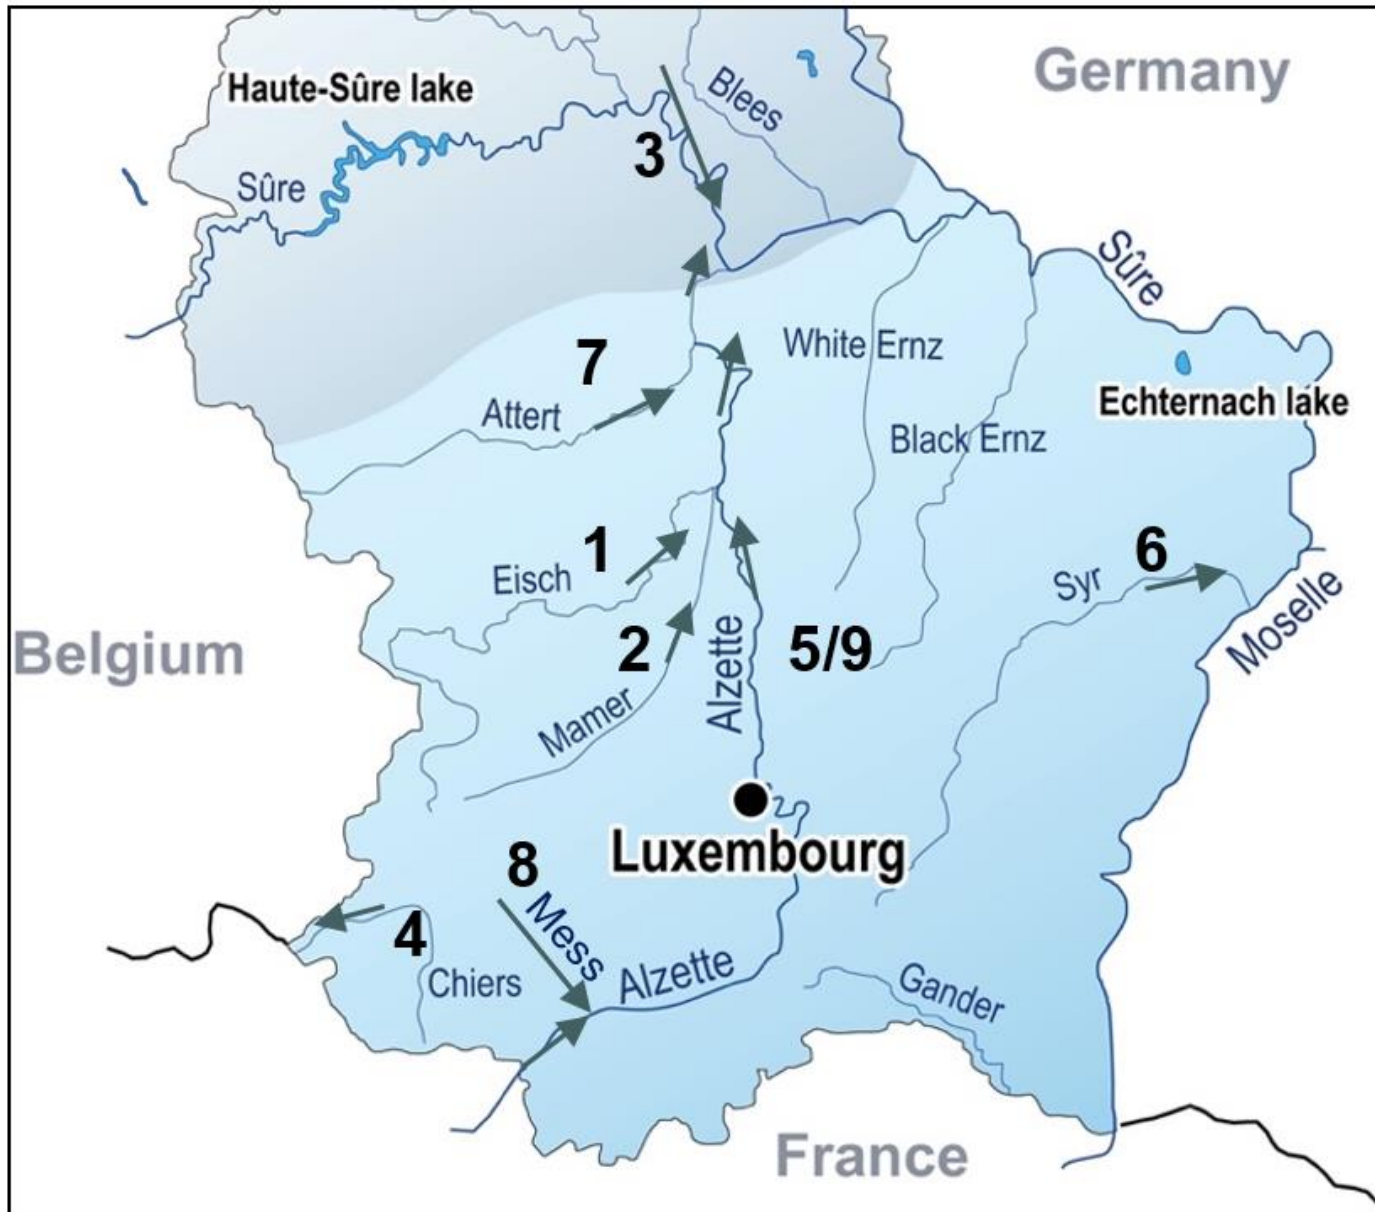 Germany
Haute-Sûre lake
Blees
3
Sûre
Sûre
White Ernz
7
Echternach lake
Attert
Black Ernz
1
6
Eisch
Syr
Moselle
Belgium
2
Alzette
5/9
Mamer
Luxembourg
8
Mess
4
Chiers
Alzette
Gander
France